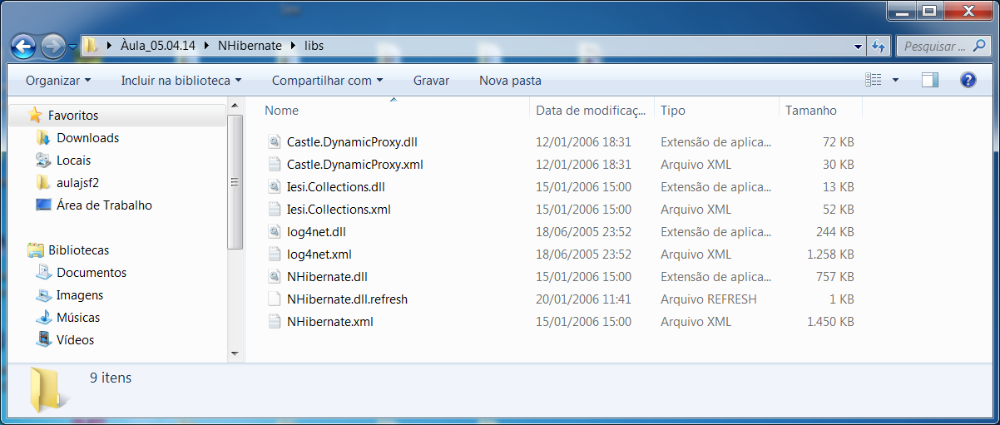 Àula_05.04.14 NHibernate libs Pesquisar ...
Organizar Incluir na biblioteca Compartilhar com Gravar Nova pasta
Nome Data de modificaç... Tipo Tamanho
Favoritos
Downloads
Locais
aulajsf2
Área de Trabalho
Bibliotecas
Documentos
Imagens
Músicas
Vídeos
Castle.DynamicProxy.dll 12/01/2006 18:31 Extensão de aplica... 72 KB
Castle.DynamicProxy.xml 12/01/2006 18:31 Arquivo XML 30 KB
Iesi.Collections.dll 15/01/2006 15:00 Extensão de aplica... 13 KB
Iesi.Collections.xml 15/01/2006 15:00 Arquivo XML 52 KB
log4net.dll 18/06/2005 23:52 Extensão de aplica... 244 KB
log4net.xml 18/06/2005 23:52 Arquivo XML 1.258 KB
NHibernate.dll 15/01/2006 15:00 Extensão de aplica... 757 KB
NHibernate.dll.refresh 20/01/2006 11:41 Arquivo REFRESH 1 KB
NHibernate.xml 15/01/2006 15:00 Arquivo XML 1.450 KB
9 itens